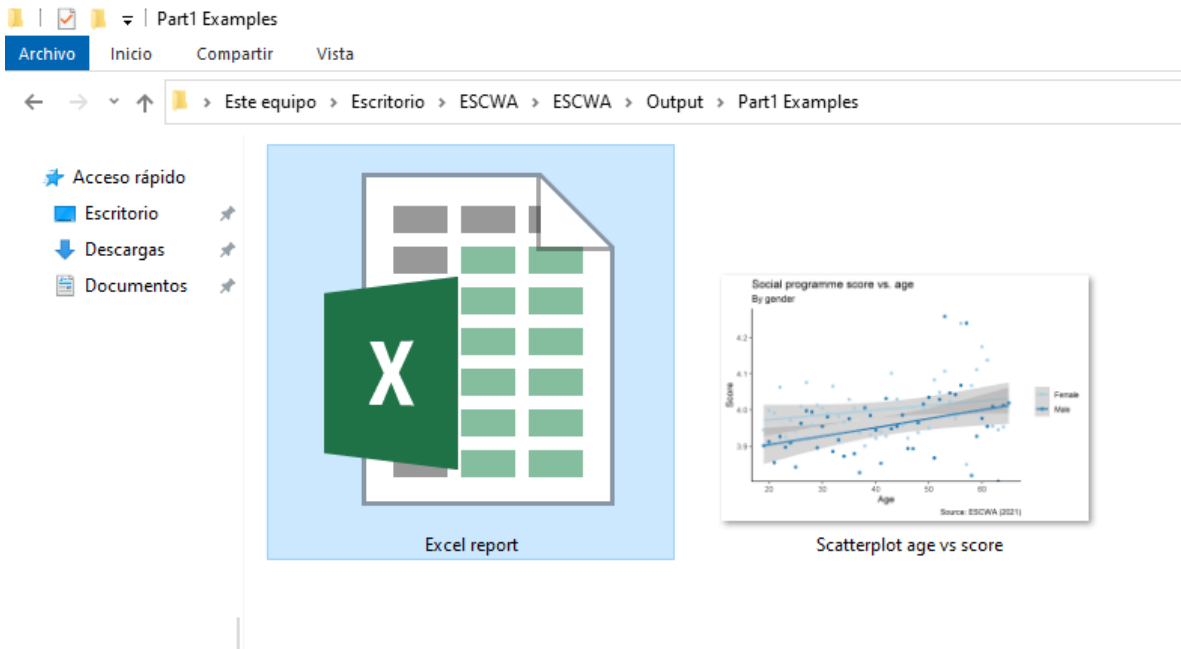 Part1 Examples
Archivo Inicio Compartir Vista
Este equipo > Escritorio > ESCWA > ESCWA > Output > Part1 Examples
Acceso rápido
Escritorio
Descargas
Documentos
X
Social programme score vs. age
By gender
4.2
4.1
4.0
3.9
Score
20 30 40 50 60
Age
Female
Male
Source: ESCWA (2021)
Excel report
Scatterplot age vs score